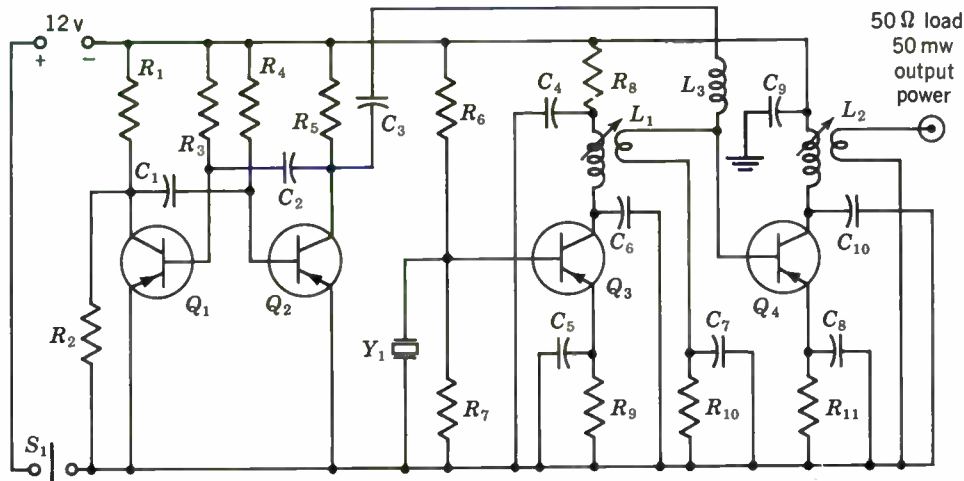 12 v
+
−
50 Ω load
50 mw
output
power
R1
R4
R3
R5
C3
R6
C4
R8
L1
L3
C9
L2
C1
C2
C6
C10
Q1
Q2
Q3
Q4
R2
Y1
C5
C7
C8
R7
R9
R10
R11
S1